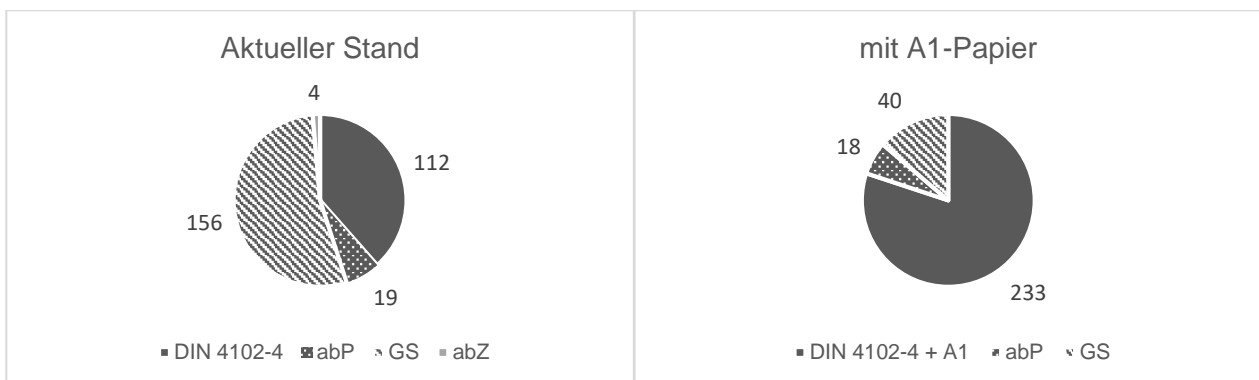 Aktueller Stand
4
112
156
19
DIN 4102-4 abP GS abZ
mit A1-Papier
40
18
233
DIN 4102-4 + A1 abP GS